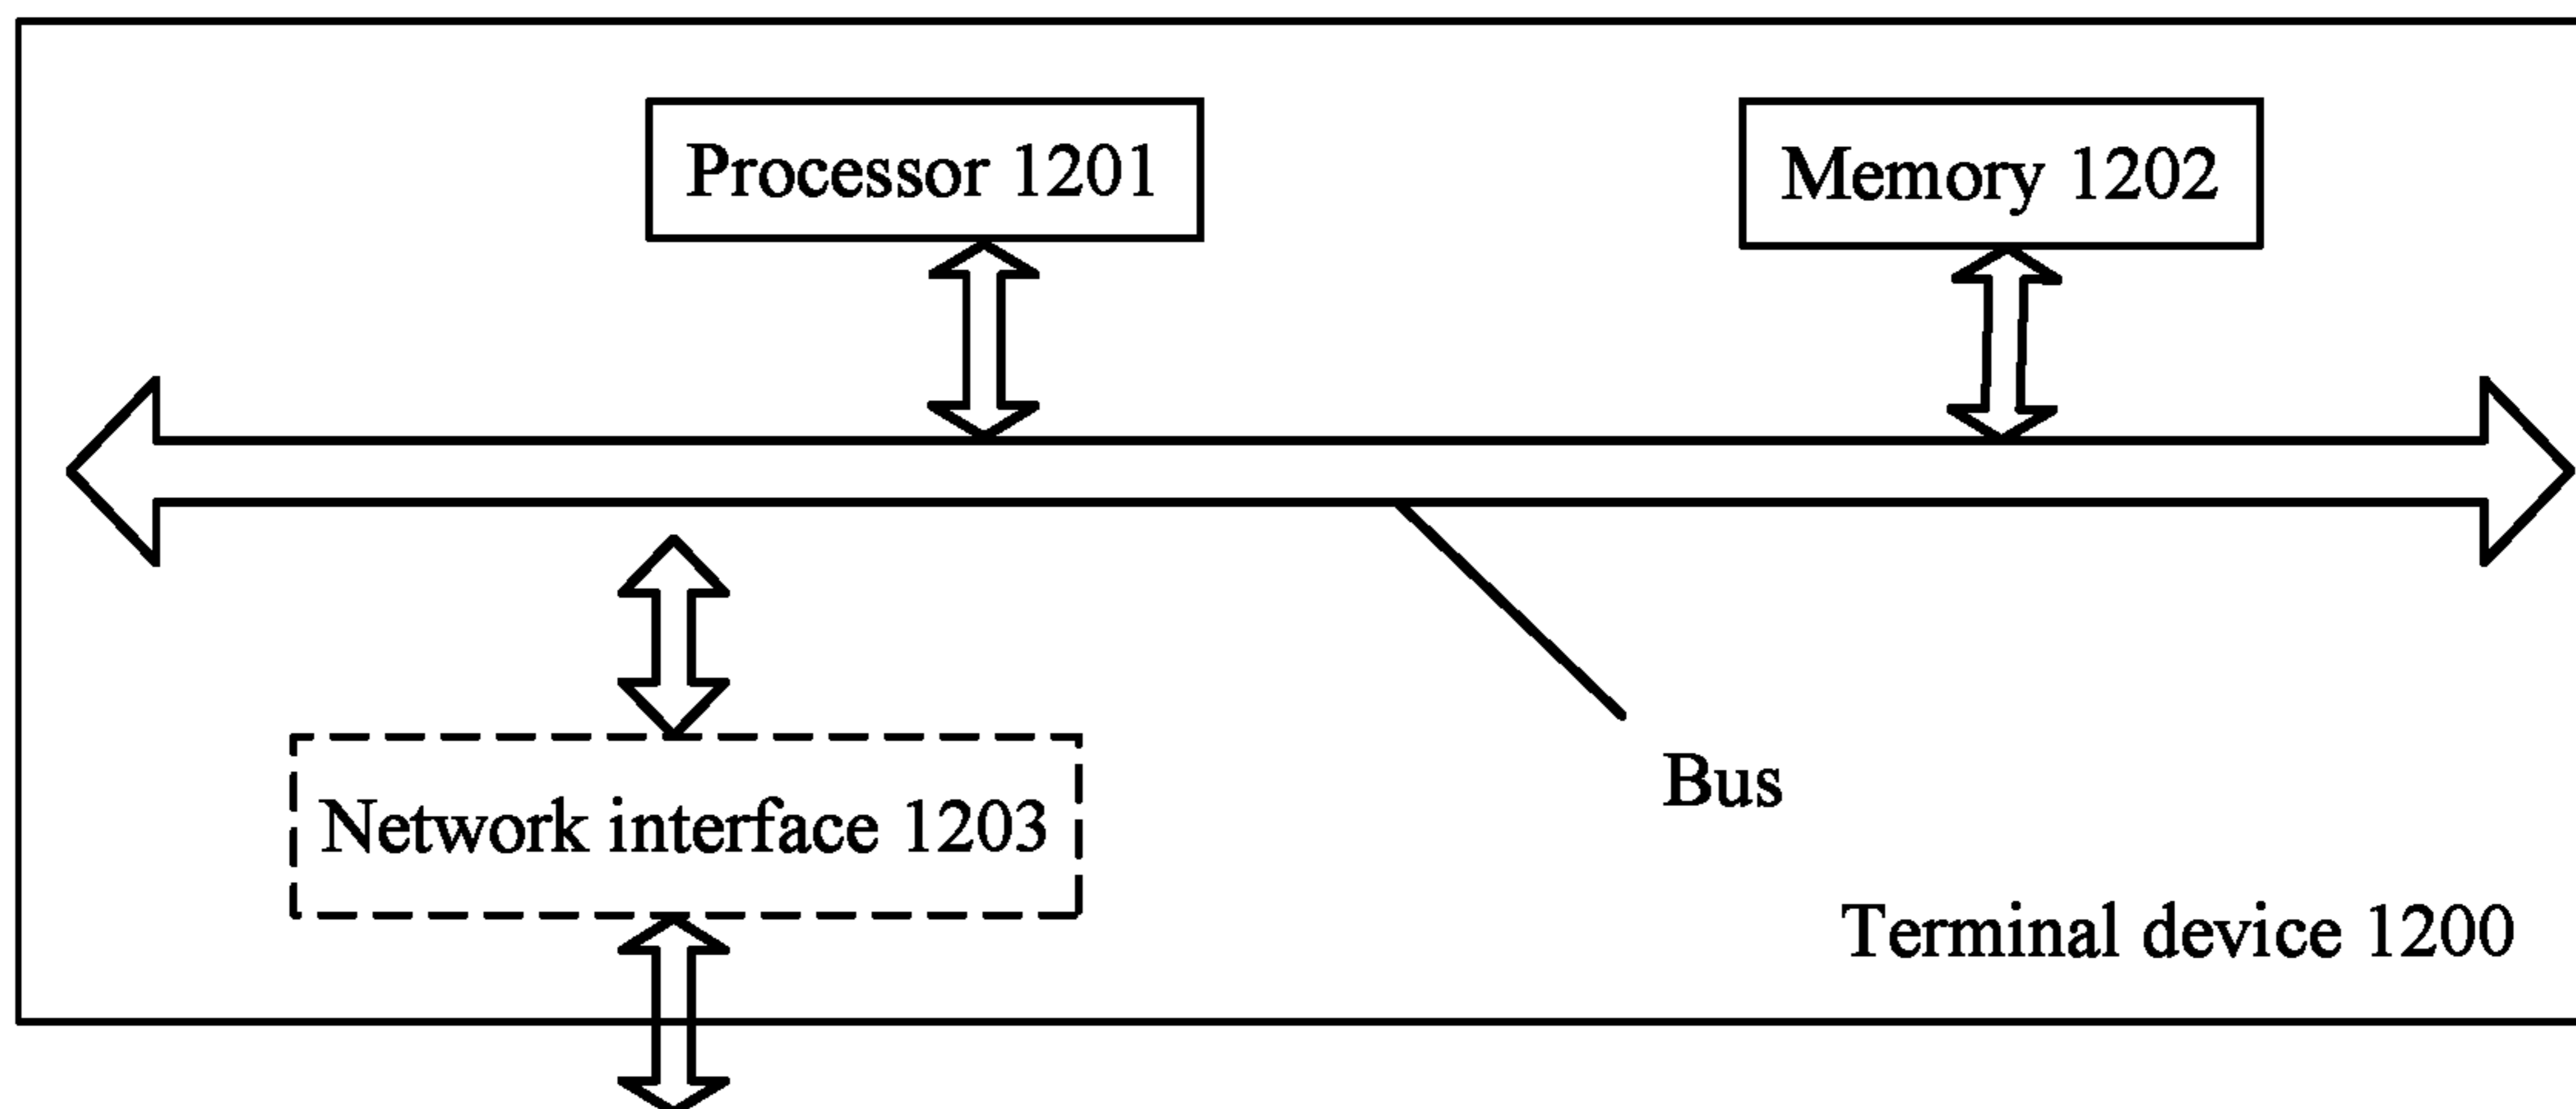 Processor 1201
Memory 1202
Network interface 1203
Bus
Terminal device 1200